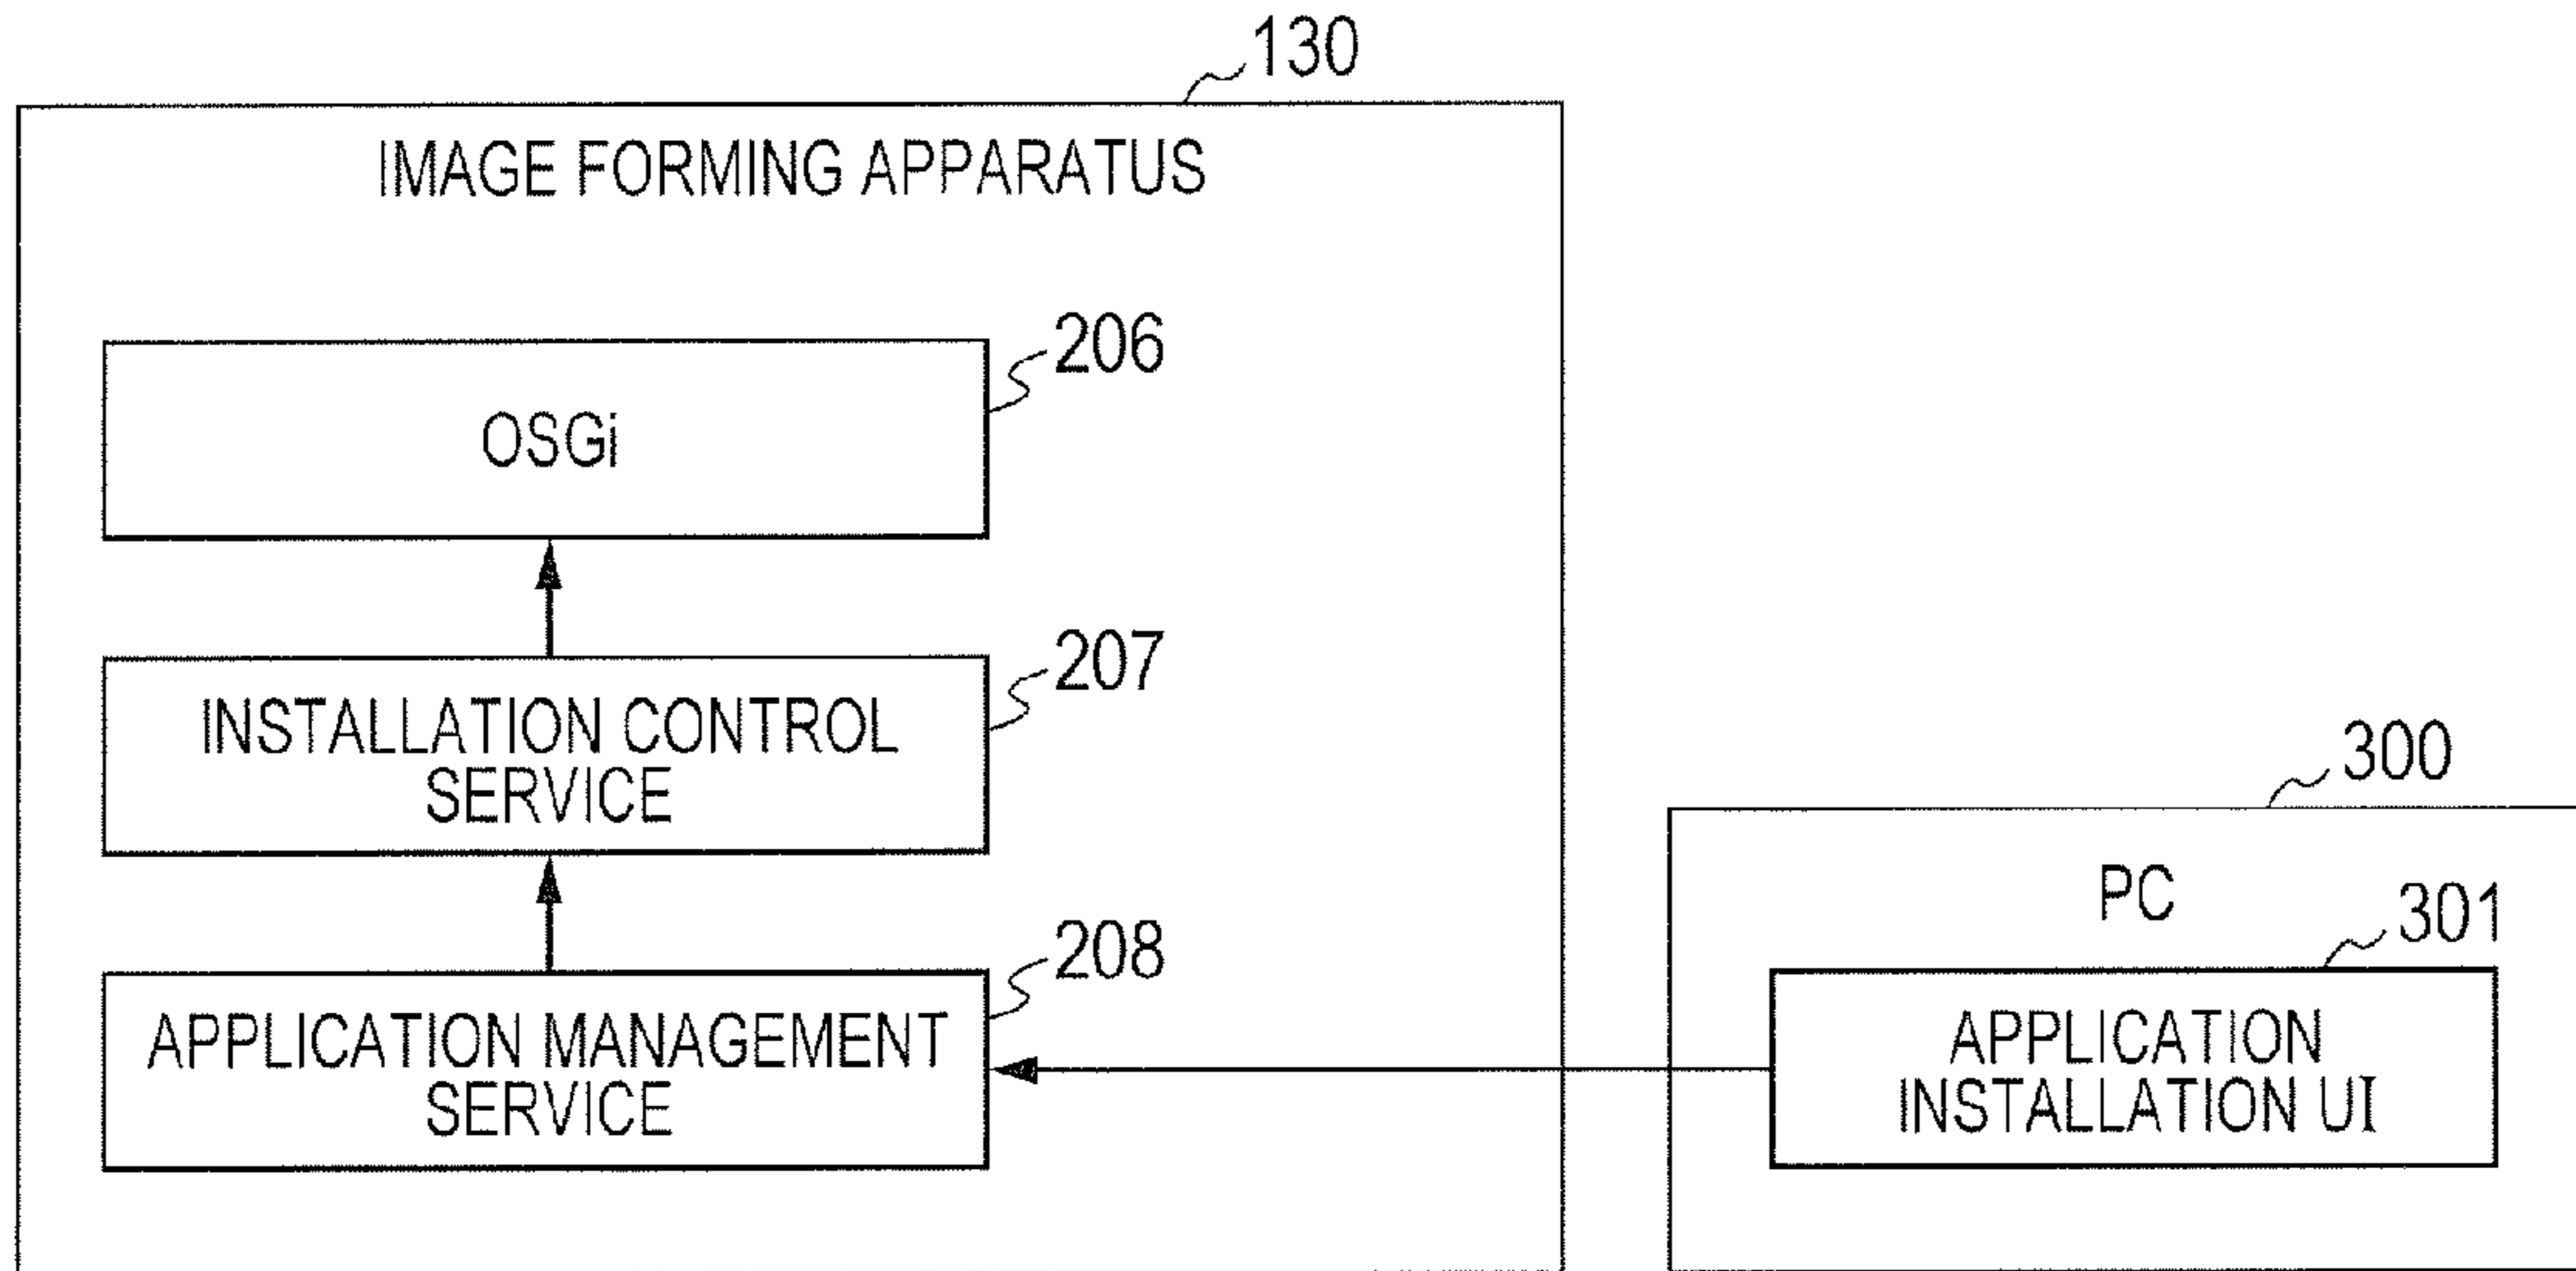 130
IMAGE FORMING APPARATUS
206
OSGi
207
INSTALLATION CONTROL
SERVICE
208
APPLICATION MANAGEMENT
SERVICE
300
PC
301
APPLICATION
INSTALLATION UI